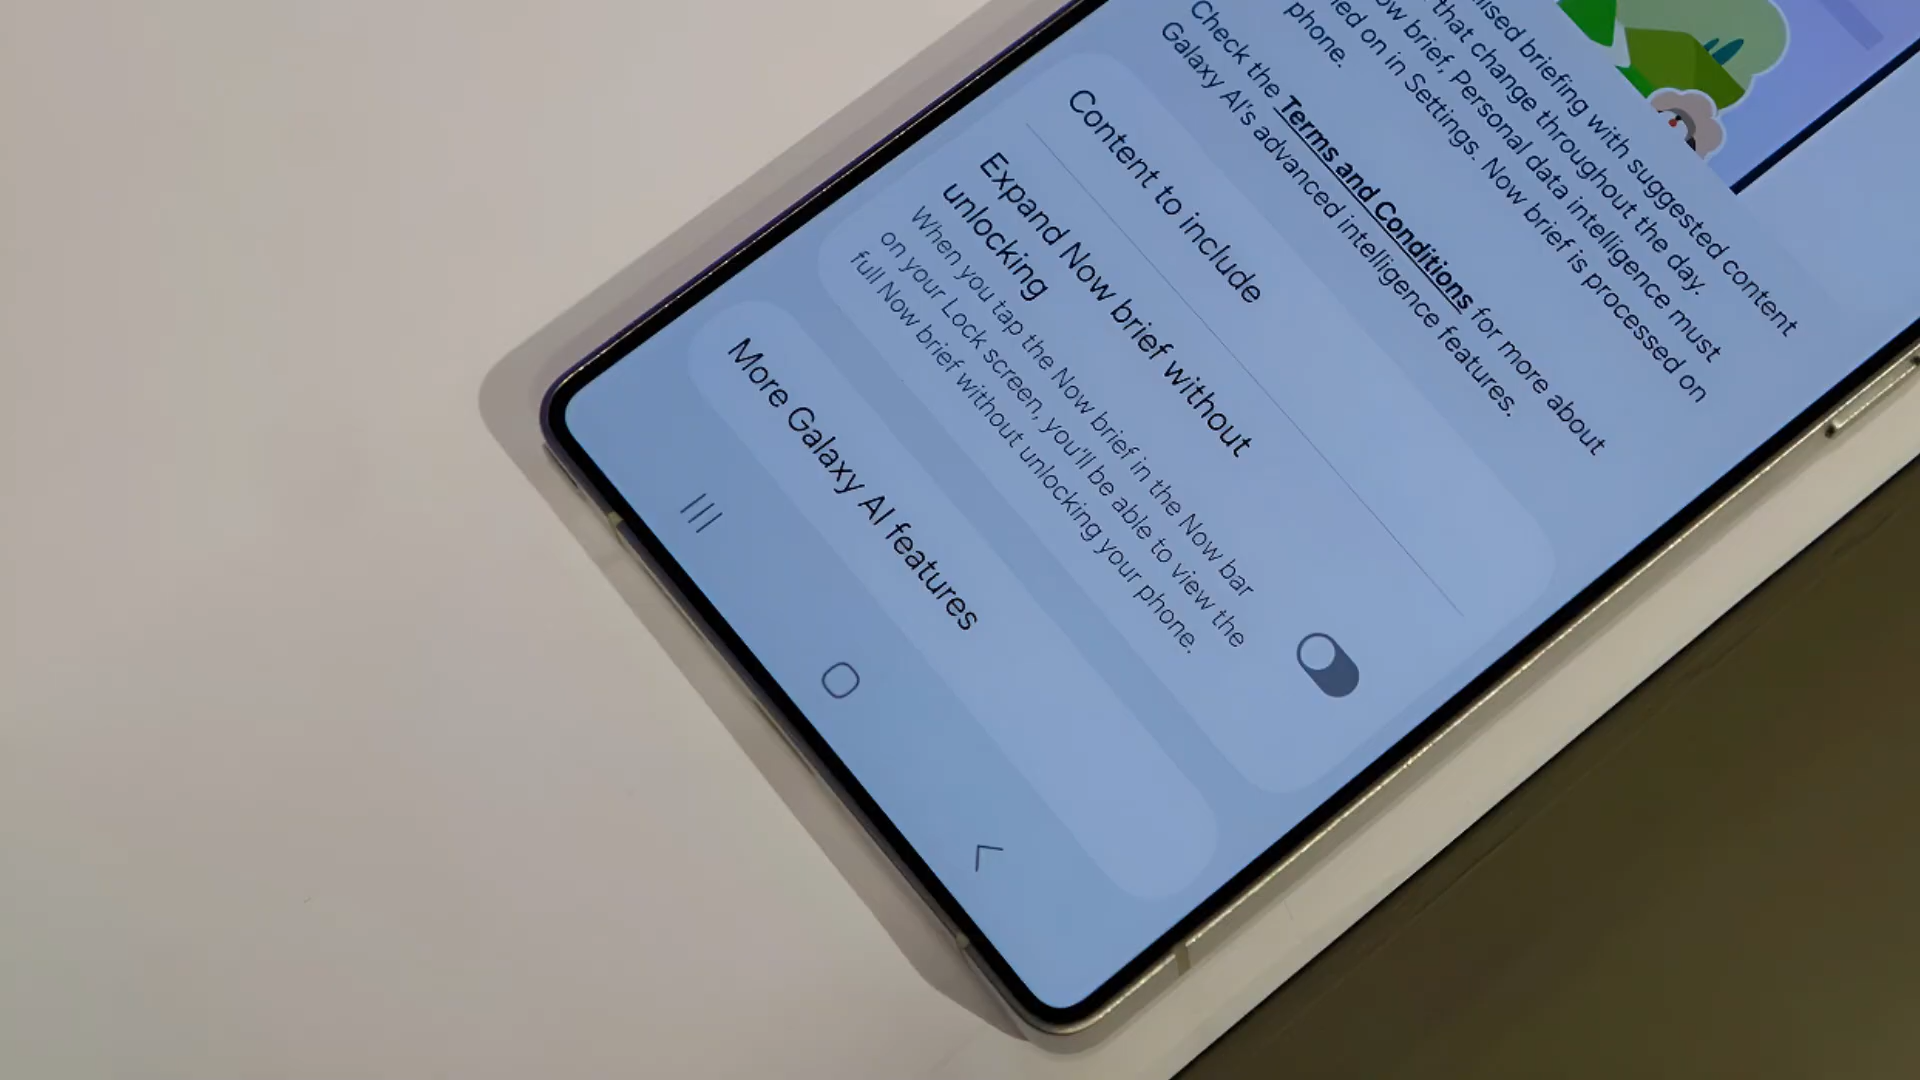 briefing with suggested content
that change throughout the day.
brief, Personal data intelligence must
on in Settings. Now brief is processed on
phone.
Check the Terms and Conditions for more about
Galaxy AI's advanced intelligence features.
Content to include
Expand Now brief without
unlocking
When you tap the Now brief in the Now bar
on your Lock screen, you'll be able to view the
full Now brief without unlocking your phone.
More Galaxy AI features